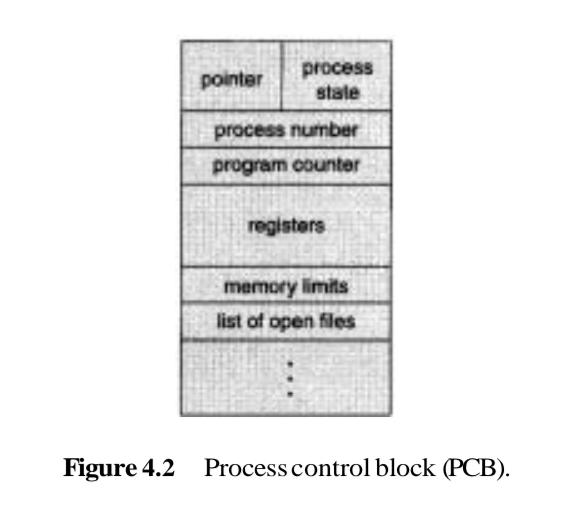 pointer
process
state
process number
program counter
registers
memory limits
list of open files
Figure 4.2 Process control block (PCB).